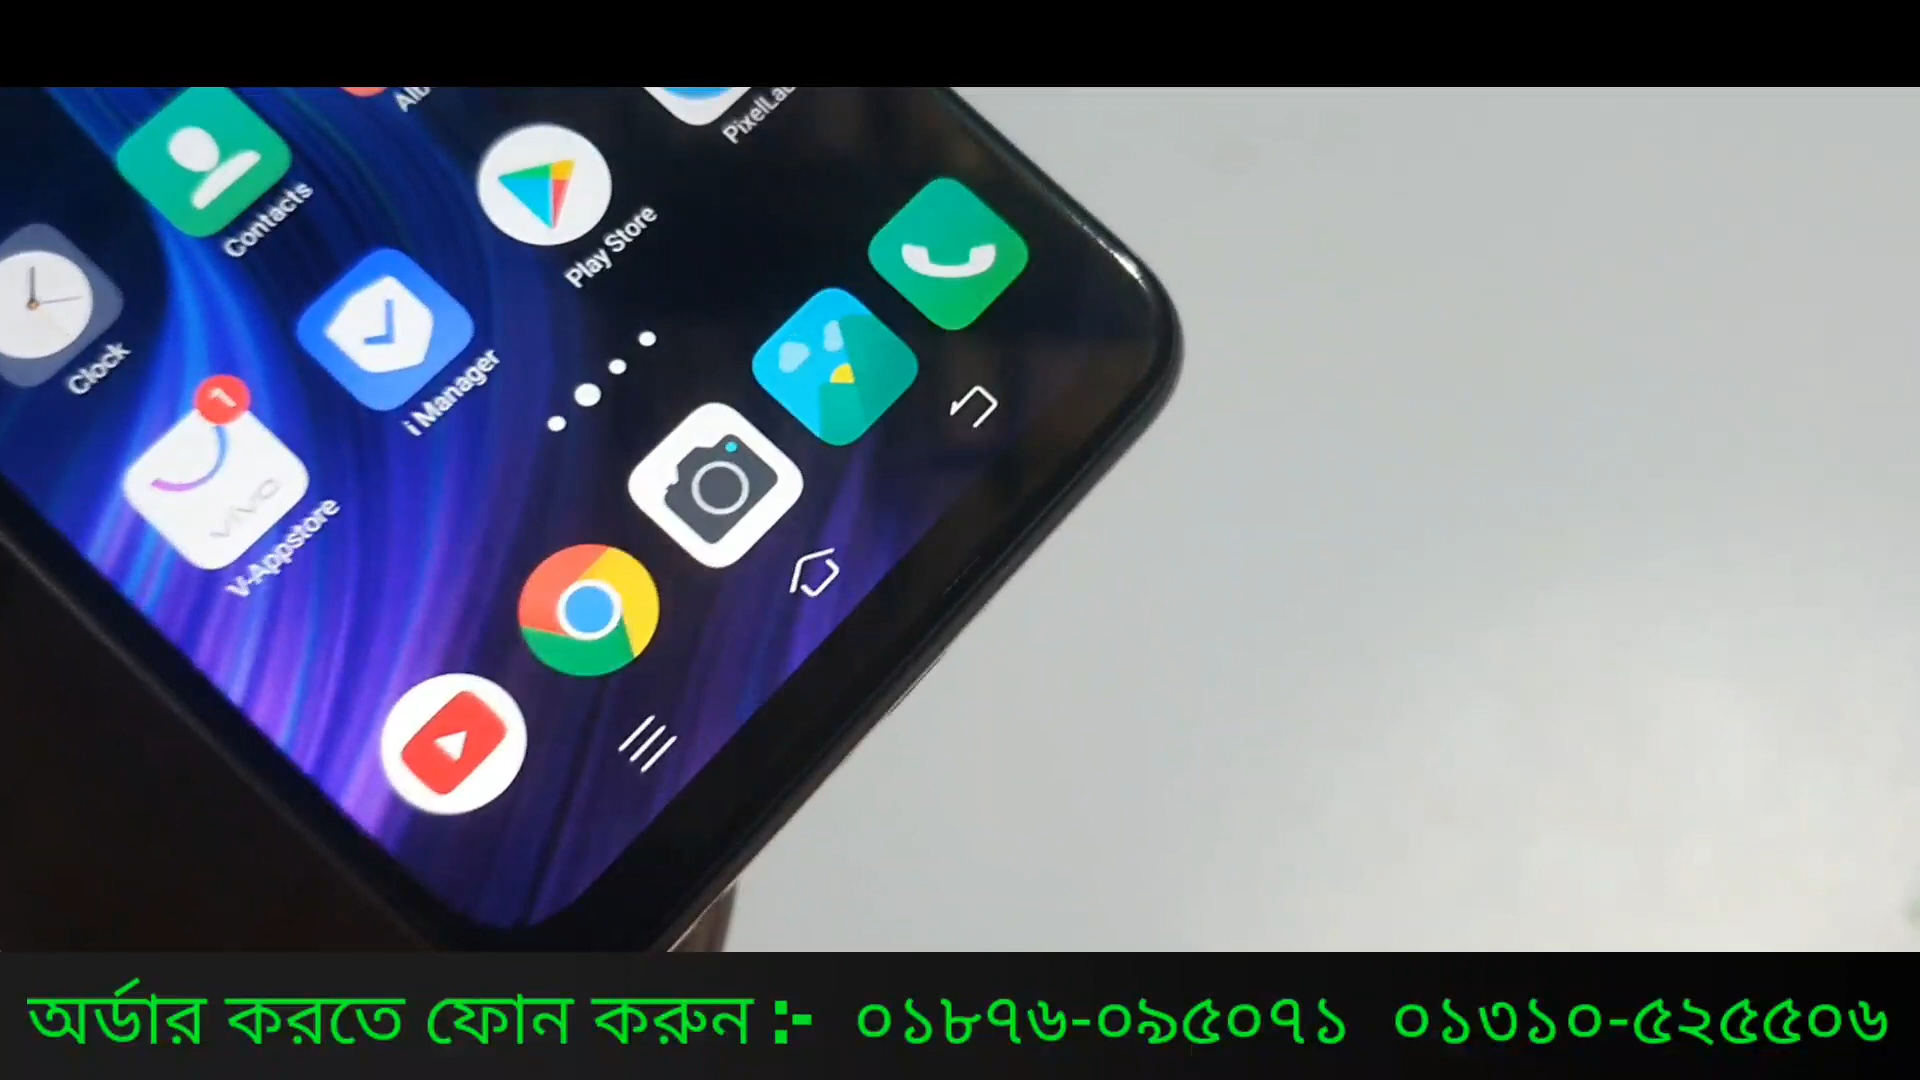 PixelLab
Contacts
Play Store
Clock
i Manager
1
vivo
V-Appstore
অর্ডার করতে ফোন করুন :- ০১৮৭৬-০৯৫০৭১ ০১৩১০-৫২৫৫০৬